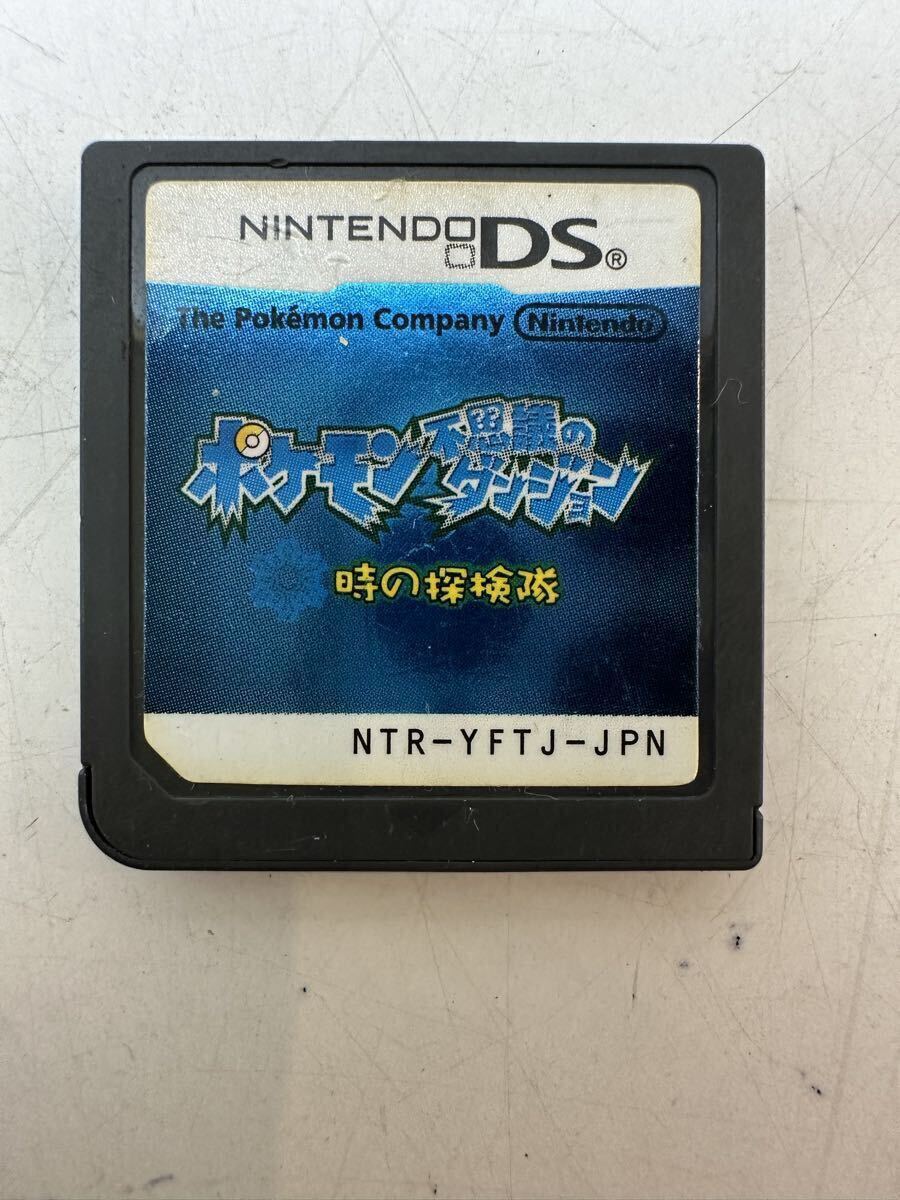 NINTENDO DS®
The Pokémon Company Nintendo
ポケモン不思議のダンジョン
時の探検隊
NTR-YFTJ-JPN